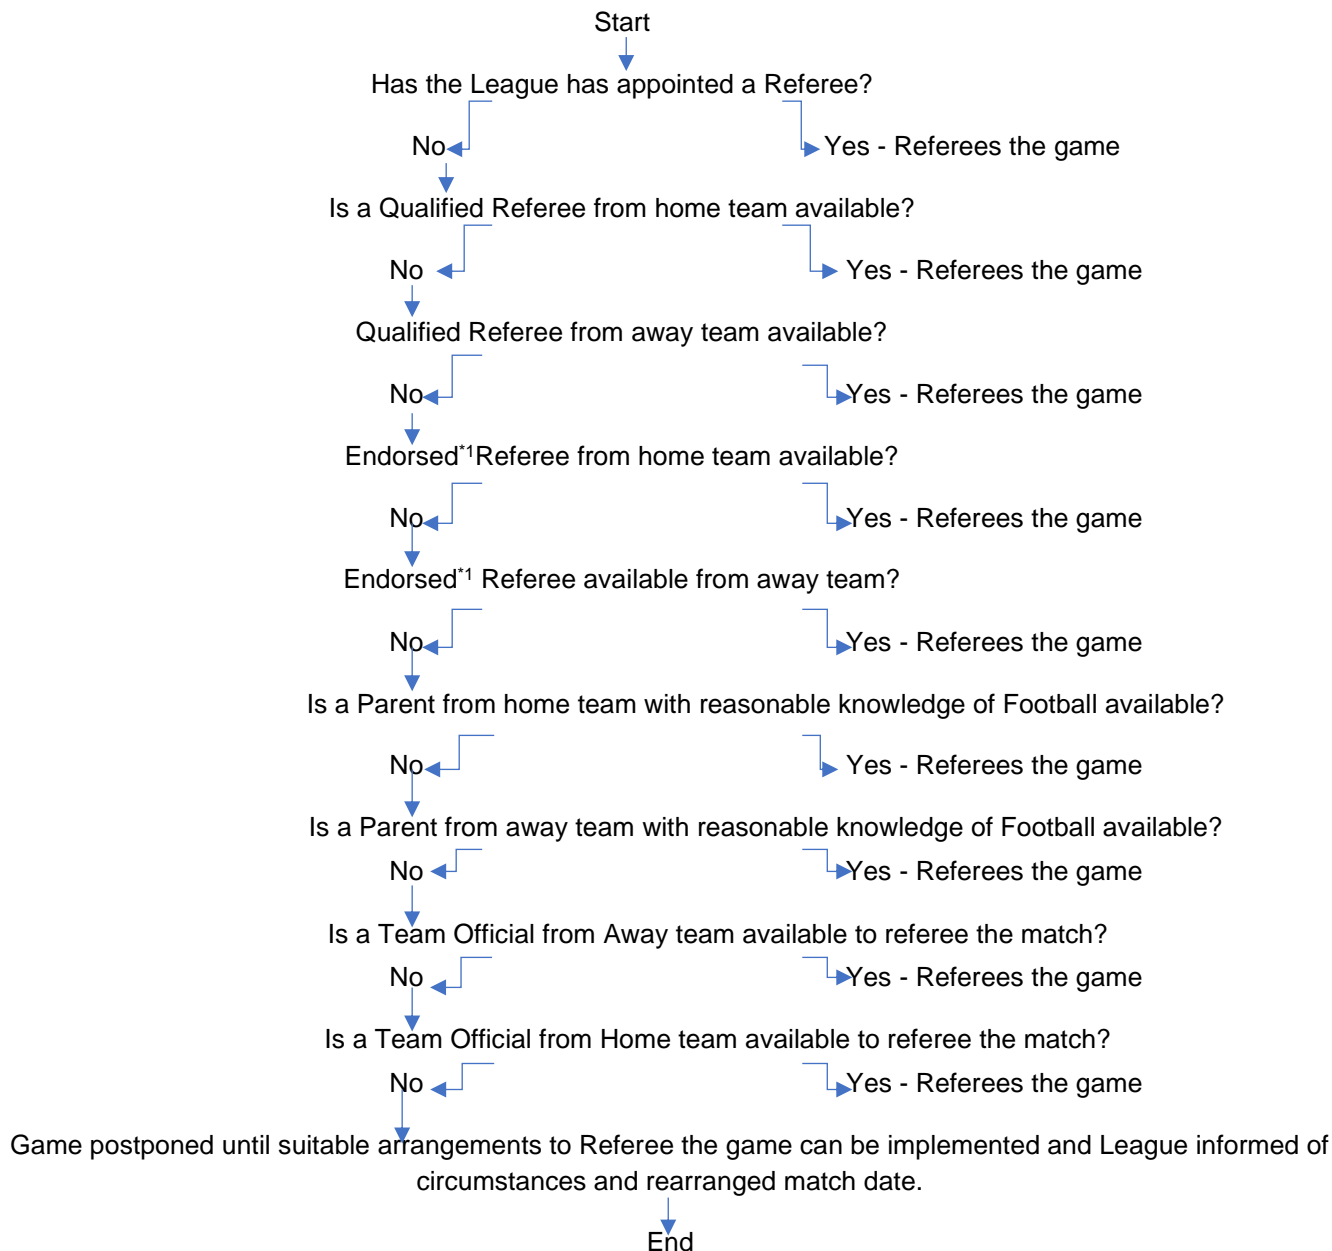 Start
Has the League has appointed a Referee?
No
Yes - Referees the game
Is a Qualified Referee from home team available?
No
Yes - Referees the game
Qualified Referee from away team available?
No
Yes - Referees the game
Endorsed*1Referee from home team available?
No
Yes - Referees the game
Endorsed*1 Referee available from away team?
No
Yes - Referees the game
Is a Parent from home team with reasonable knowledge of Football available?
No
Yes - Referees the game
Is a Parent from away team with reasonable knowledge of Football available?
No
Yes - Referees the game
Is a Team Official from Away team available to referee the match?
No
Yes - Referees the game
Is a Team Official from Home team available to referee the match?
No
Yes - Referees the game
Game postponed until suitable arrangements to Referee the game can be implemented and League informed of
circumstances and rearranged match date.
End